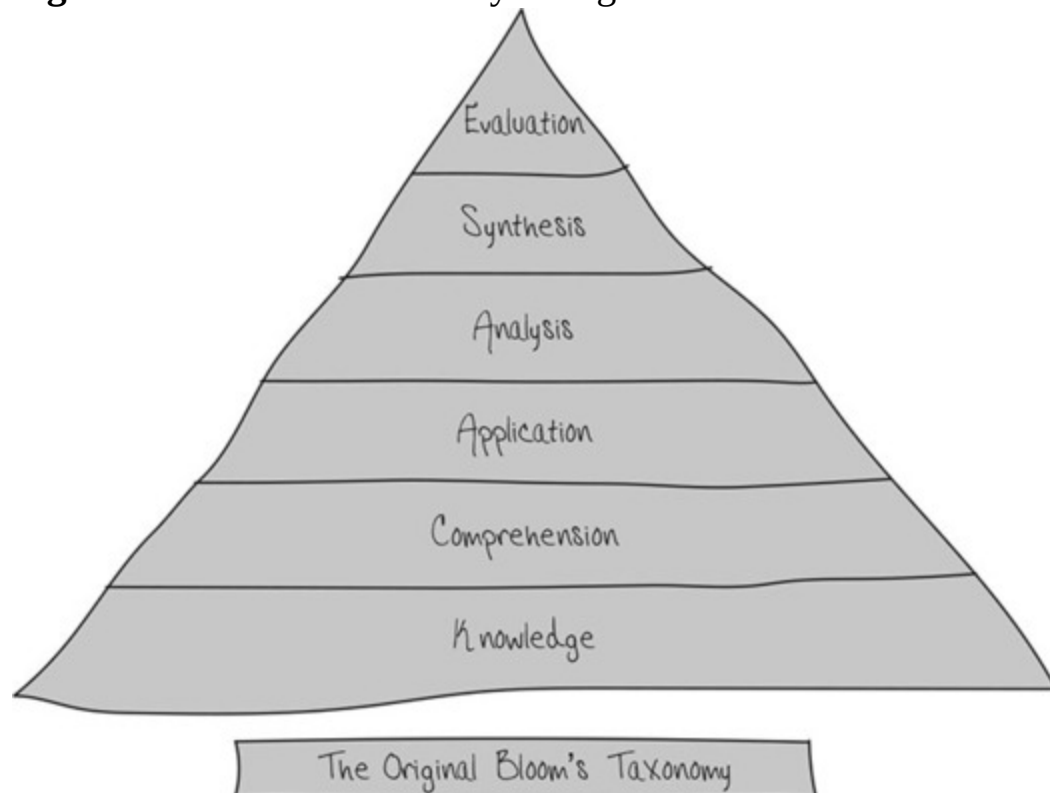 Evaluation
Synthesis
Analysis
Application
Comprehension
Knowledge
The Original Bloom's Taxonomy